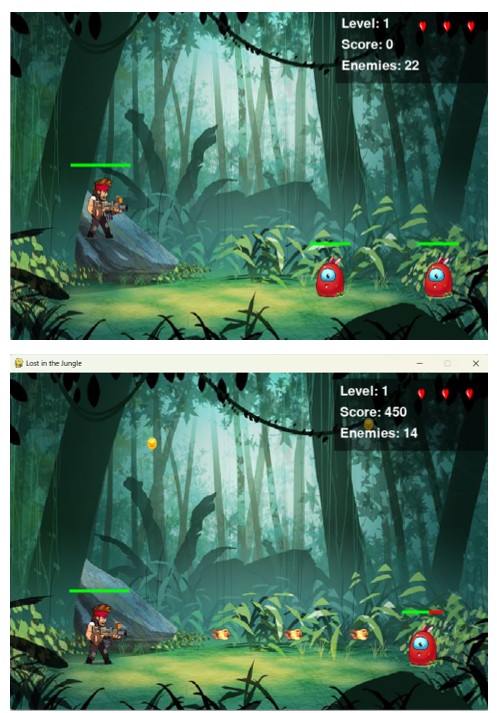 Level: 1
Score: 0
Enemies: 22
Lost in the Jungle
Level: 1
Score: 450
Enemies: 14